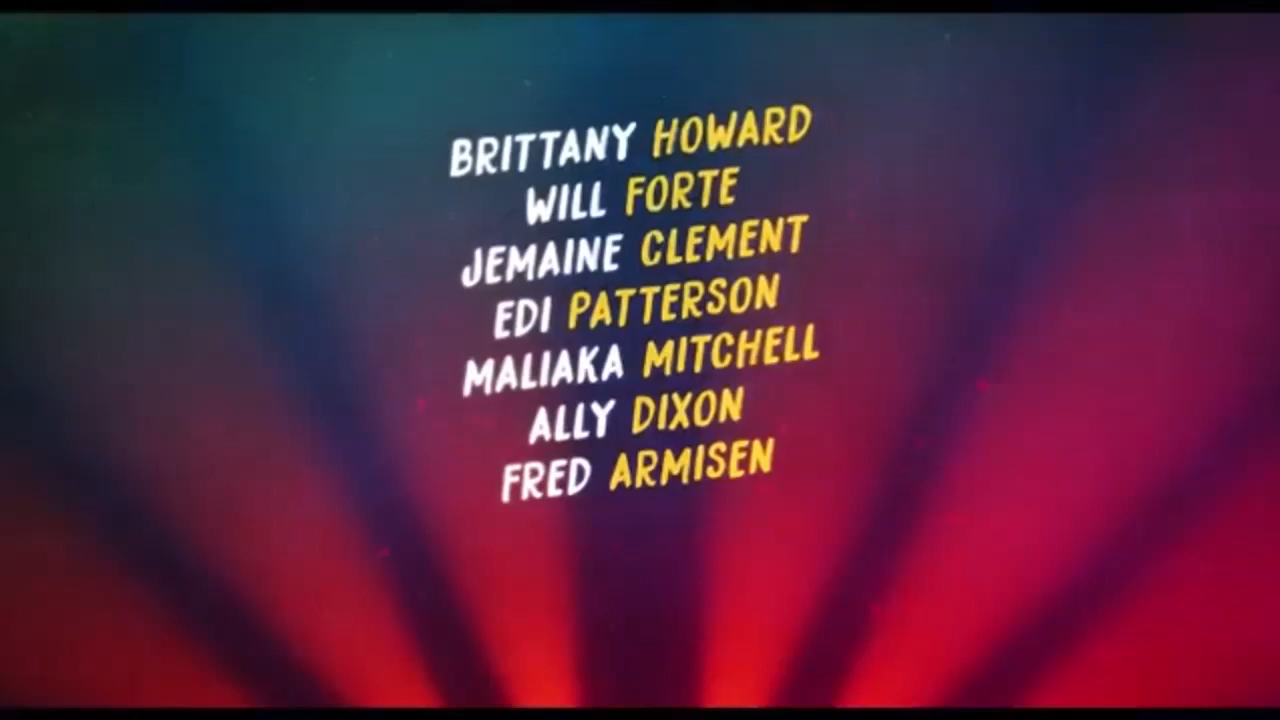 BRITTANY HOWARD
WILL FORTE
JEMAINE CLEMENT
EDI PATTERSON
MALIAKA MITCHELL
ALLY DIXON
FRED ARMISEN